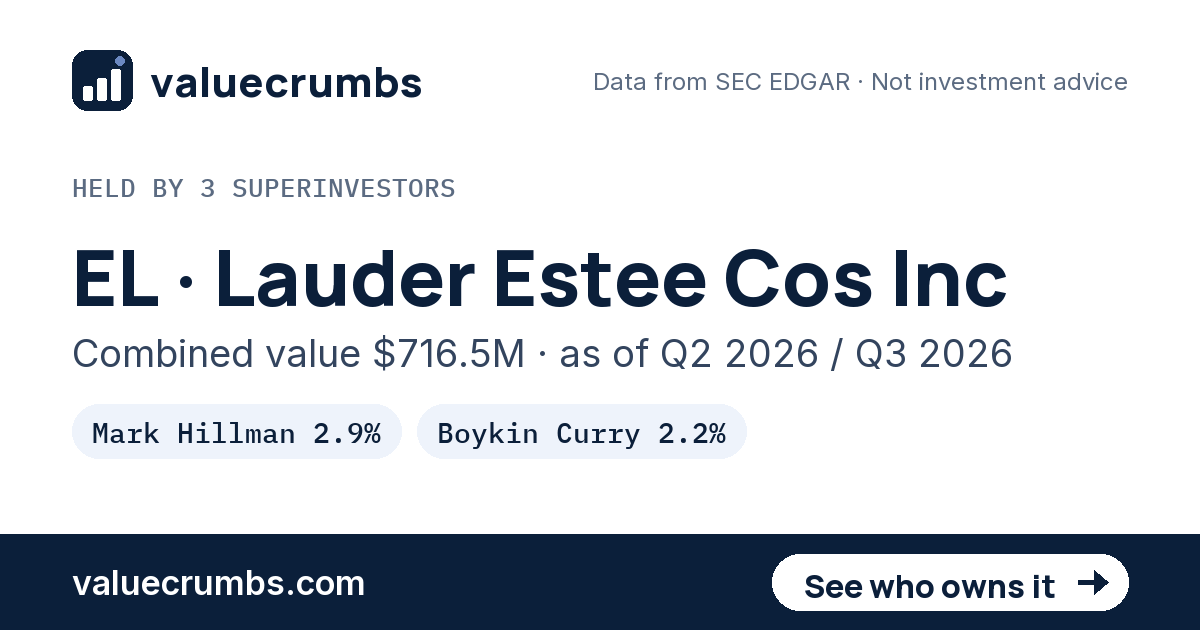 valuecrumbs
Data from SEC EDGAR · Not investment advice
HELD BY 3 SUPERINVESTORS
EL · Lauder Estee Cos Inc
Combined value $716.5M · as of Q2 2026 / Q3 2026
Mark Hillman 2.9%
Boykin Curry 2.2%
valuecrumbs.com
See who owns it →